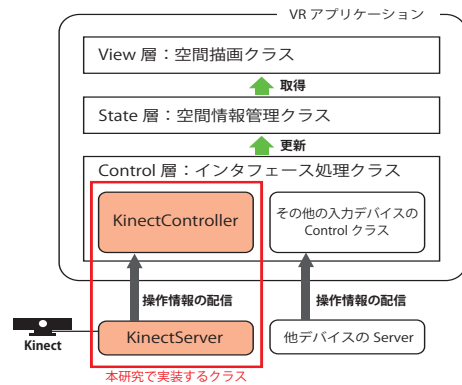 VR アプリケーション
View 層：空間描画クラス
取得
State 層：空間情報管理クラス
更新
Control 層：インタフェース処理クラス
KinectController
その他の入力デバイスの
Control クラス
操作情報の配信
操作情報の配信
Kinect
KinectServer
他デバイスの Server
本研究で実装するクラス